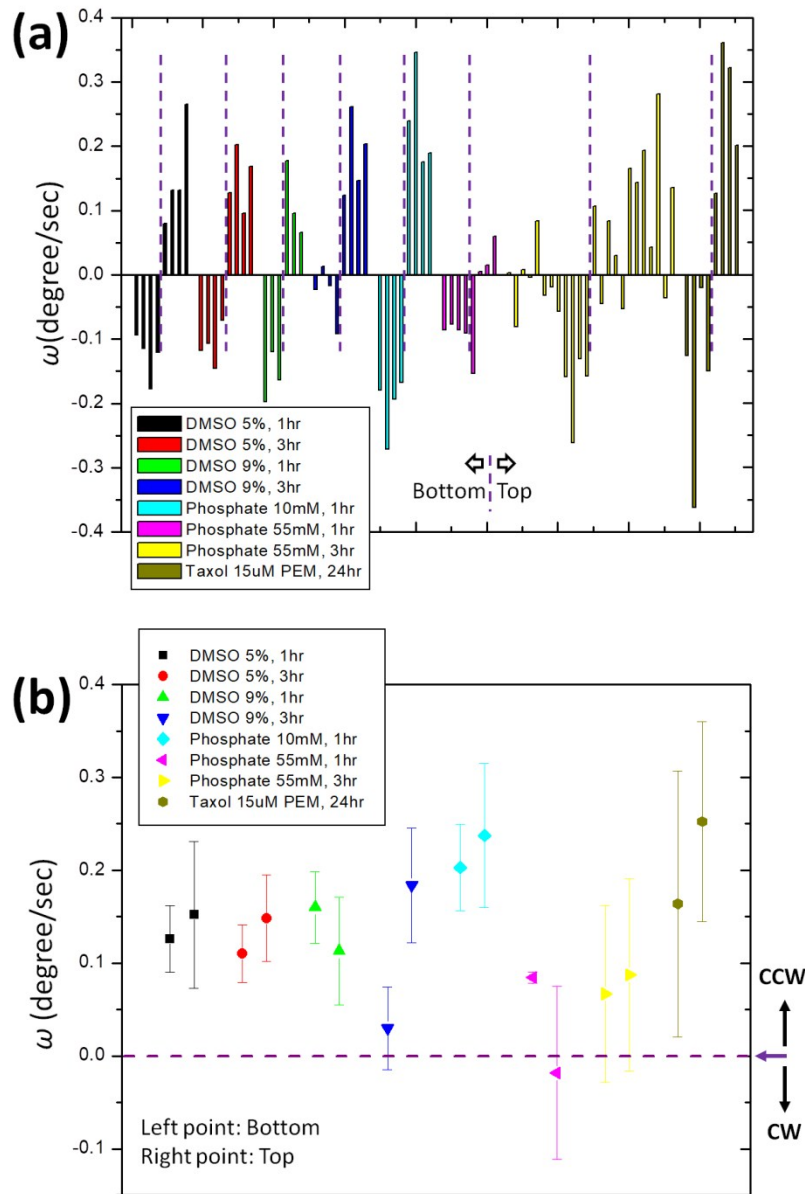 (a)
0.4
0.3
0.2
0.1
0.0
-0.1
-0.2
-0.3
-0.4
ω(degree/sec)
DMSO 5%, 1hr
DMSO 5%, 3hr
DMSO 9%, 1hr
DMSO 9%, 3hr
Phosphate 10mM, 1hr
Phosphate 55mM, 1hr
Phosphate 55mM, 3hr
Taxol 15uM PEM, 24hr
Bottom Top
(b)
DMSO 5%, 1hr
DMSO 5%, 3hr
DMSO 9%, 1hr
DMSO 9%, 3hr
Phosphate 10mM, 1hr
Phosphate 55mM, 1hr
Phosphate 55mM, 3hr
Taxol 15uM PEM, 24hr
0.4
0.3
0.2
0.1
0.0
-0.1
ω (degree/sec)
CCW
CW
Left point: Bottom
Right point: Top